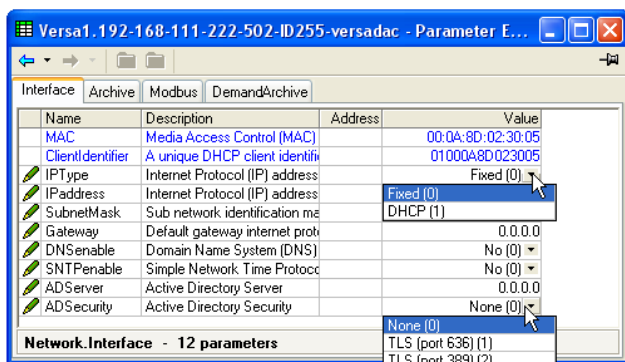 Versa1.192-168-111-222-502-ID255-versadac - Parameter E...
Interface Archive Modbus DemandArchive
Name Description Address Value
MAC Media Access Control (MAC) 00:0A:8D:02:30:05
ClientIdentifier A unique DHCP client identifi 01000A8D023005
IPType Internet Protocol (IP) address Fixed (0)
IPaddress Internet Protocol (IP) address Fixed (0)
SubnetMask Sub network identification ma DHCP (1)
Gateway Default gateway internet prot 0.0.0.0
DNSenable Domain Name System (DNS) No (0)
SNTPenable Simple Network Time Protoco No (0)
ADServer Active Directory Server 0.0.0.0
ADSecurity Active Directory Security None (0)
None (0)
Network.Interface - 12 parameters TLS (port 636) (1)
TLS (port 389) (2)